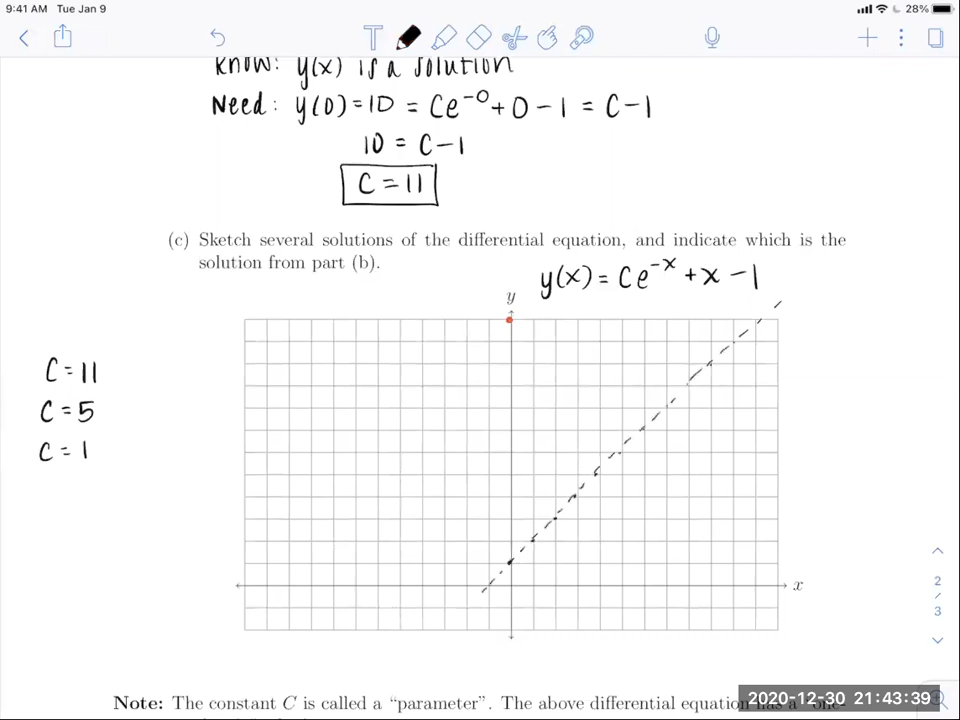 9:41 AM Tue Jan 9
28%
Know: y(x) is a solution
Need: y(0) = 10 = Ce^-0 + 0 - 1 = C - 1
10 = C - 1
C = 11
(c) Sketch several solutions of the differential equation, and indicate which is the
solution from part (b).
y(x) = Ce^-x + x - 1
y
C = 11
C = 5
C = 1
x
2
/
3
Note: The constant C is called a “parameter”. The above differential equation has a "one-
2020-12-30 21:43:39